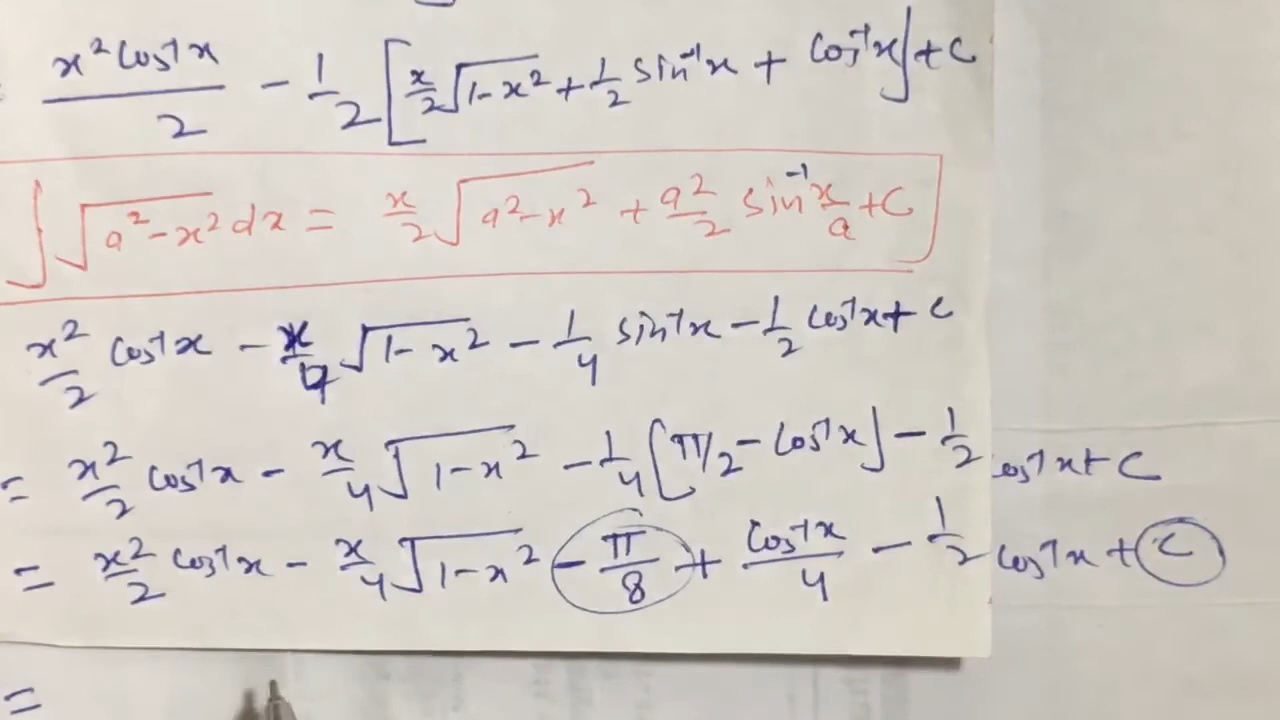 x²cos⁻¹x/2 - 1/2 [x/2 √(1-x²) + 1/2 sin⁻¹x + cos⁻¹x] + c
∫√(a²-x²) dx = x/2 √(a²-x²) + a²/2 sin⁻¹ x/a + C
x²/2 cos⁻¹x - x/4 √(1-x²) - 1/4 sin⁻¹x - 1/2 cos⁻¹x + c
= x²/2 cos⁻¹x - x/4 √(1-x²) - 1/4 [π/2 - cos⁻¹x] - 1/2 cos⁻¹x + C
= x²/2 cos⁻¹x - x/4 √(1-x²) - π/8 + cos⁻¹x/4 - 1/2 cos⁻¹x + C
=